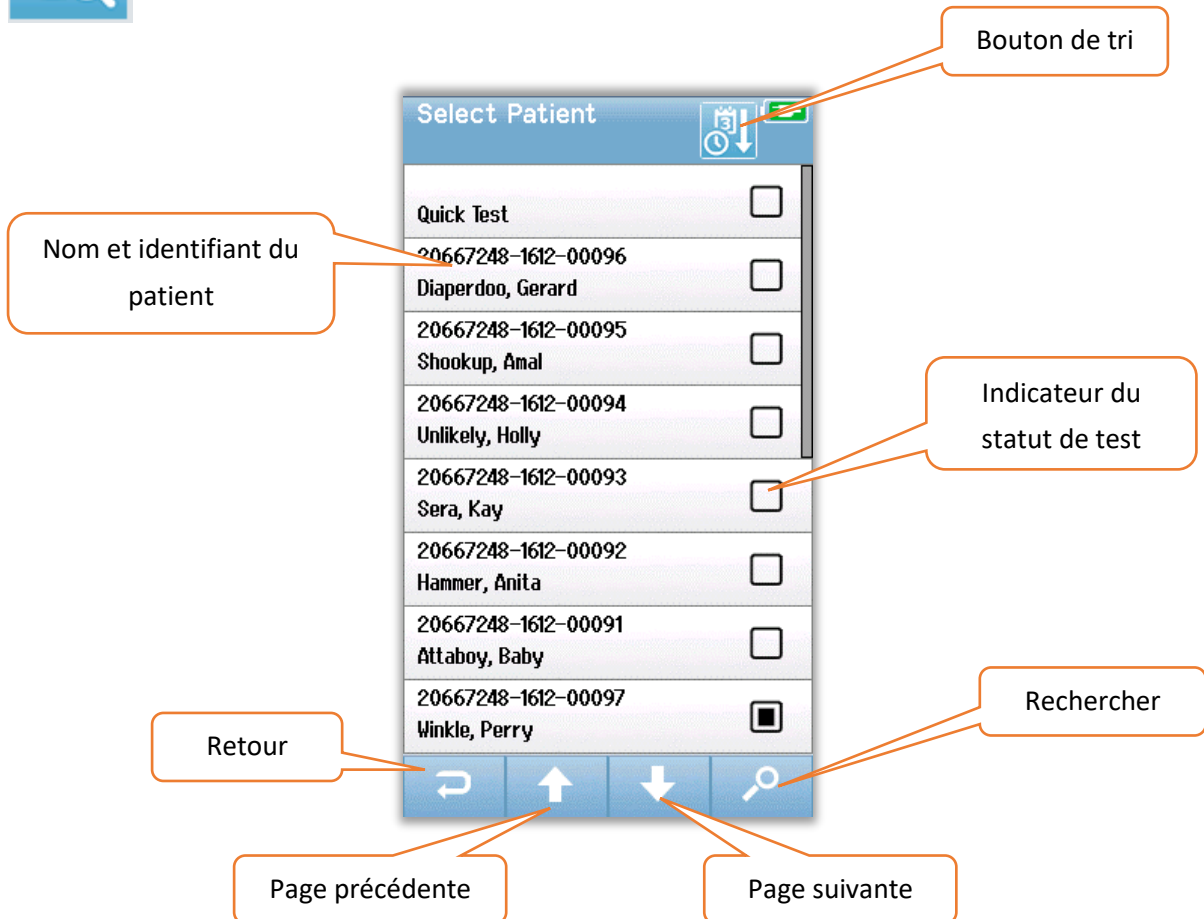 Bouton de tri
Select Patient
3
Quick Test
Nom et identifiant du
patient
20667248-1612-00096
Diaperdoo, Gerard
20667248-1612-00095
Shookup, Amal
20667248-1612-00094
Unlikely, Holly
Indicateur du
statut de test
20667248-1612-00093
Sera, Kay
20667248-1612-00092
Hammer, Anita
20667248-1612-00091
Attaboy, Baby
20667248-1612-00097
Winkle, Perry
Rechercher
Retour
Page précédente
Page suivante